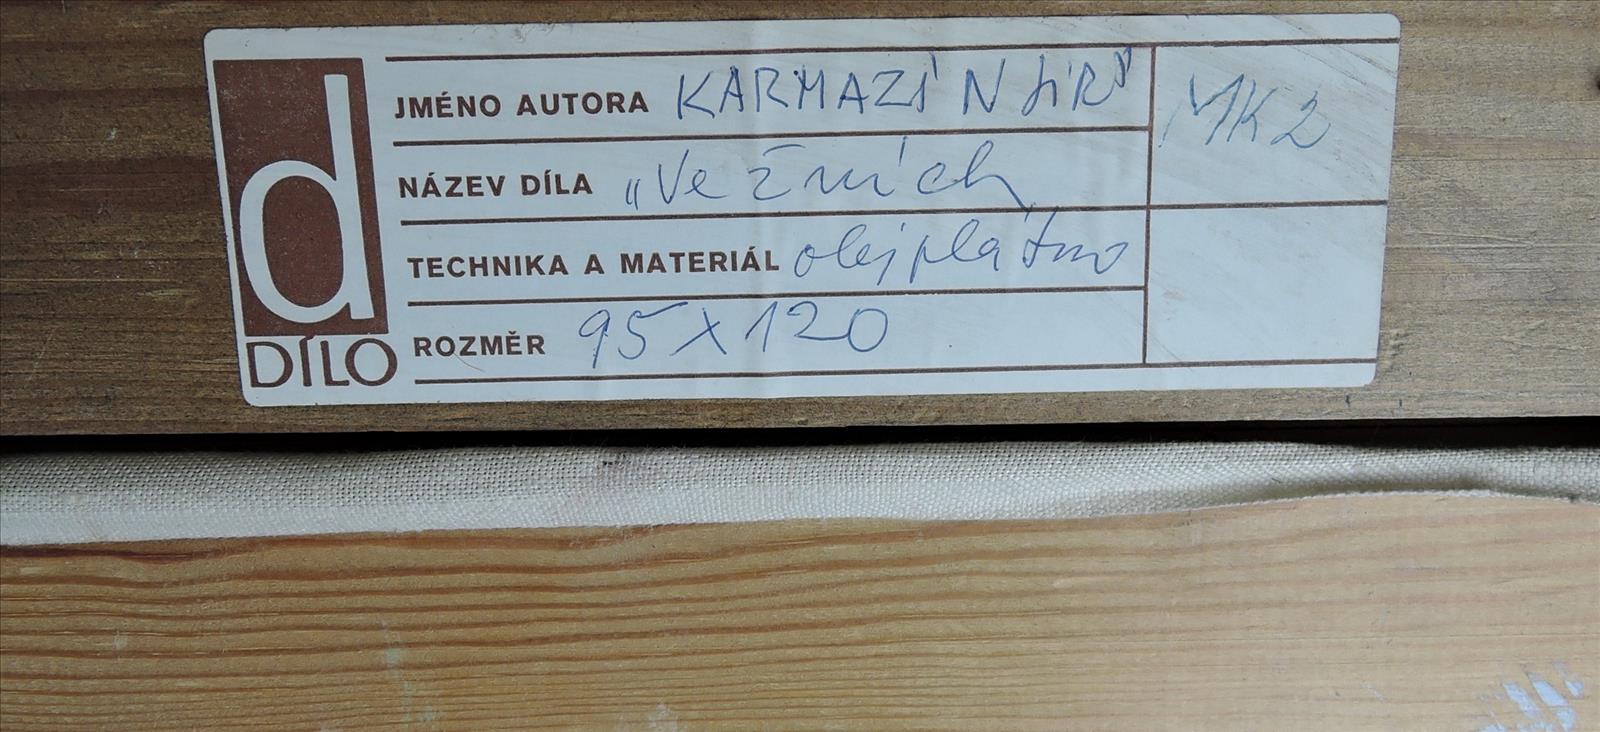 d
DÍLO
JMÉNO AUTORA KARMAZÍN JIŘÍ
NÁZEV DÍLA „Ve žních
TECHNIKA A MATERIÁL olej plátno
ROZMĚR 95 x 120
MK2